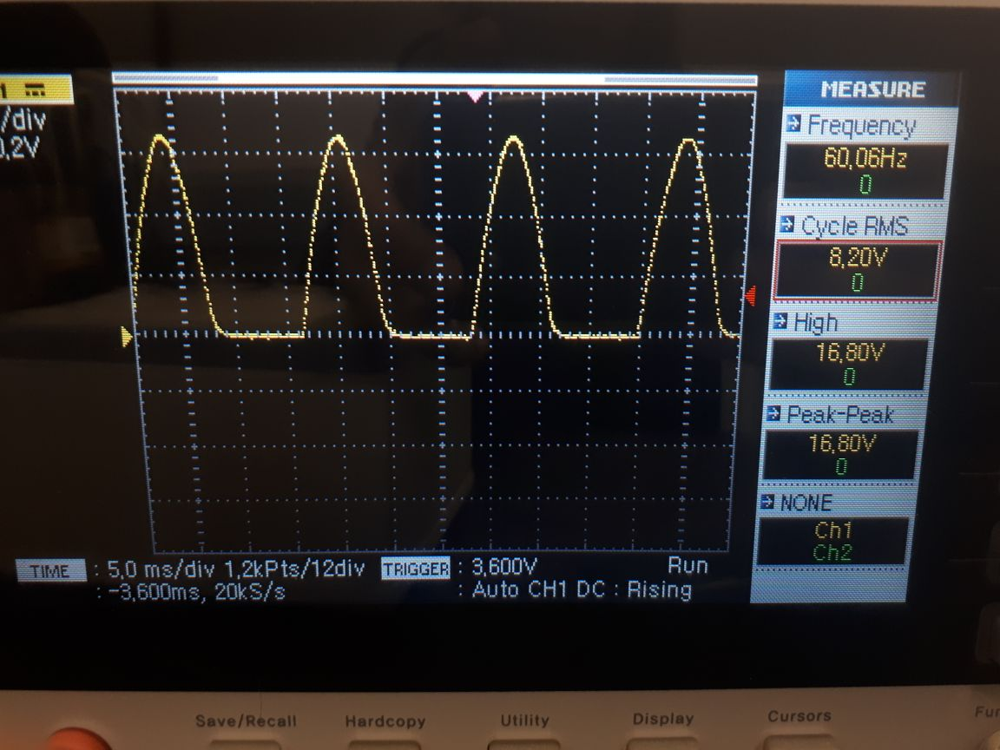 1
/div
0,2V
MEASURE
Frequency
60,06Hz
0
Cycle RMS
8,20V
0
High
16,80V
0
Peak-Peak
16,80V
0
NONE
Ch1
Ch2
TIME : 5,0 ms/div 1,2kPts/12div TRIGGER : 3,600V Run
: -3,600ms, 20kS/s : Auto CH1 DC : Rising
Save/Recall Hardcopy Utility Display Cursors Fun